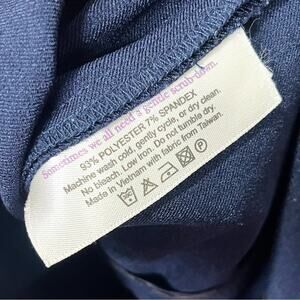 Sometimes we all need a gentle scrub-down.
93% POLYESTER 7% SPANDEX
Machine wash cold, gently cycle, or dry clean.
No bleach. Low iron. Do not tumble dry.
Made in Vietnam with fabric from Taiwan.